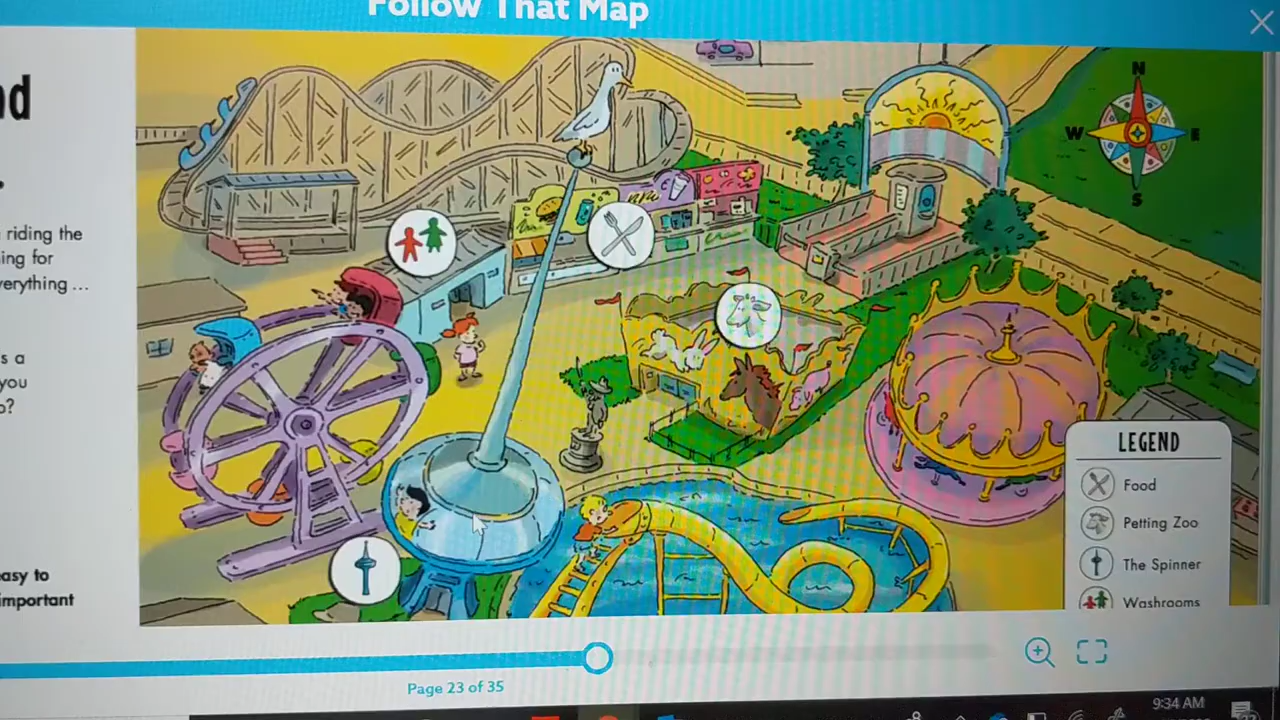 Follow That Map
N
W E
S
riding the
ing for
verything ...
s a
you
o?
asy to
important
LEGEND
Food
Petting Zoo
The Spinner
Washrooms
Page 23 of 35
9:34 AM